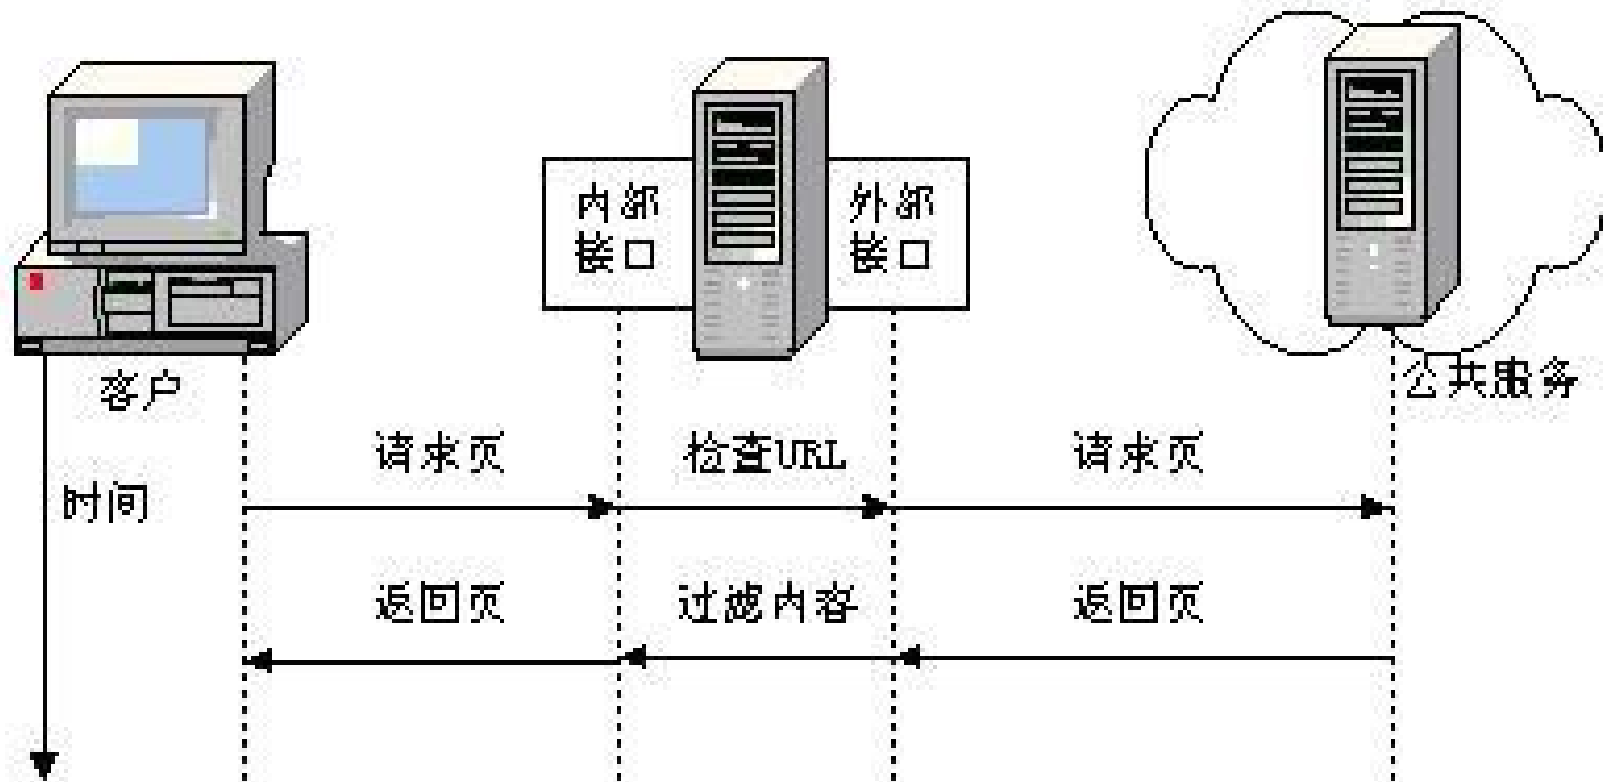 内部
接口
外部
接口
客户
公共服务
时间
请求页
检查URL
请求页
返回页
过滤内容
返回页